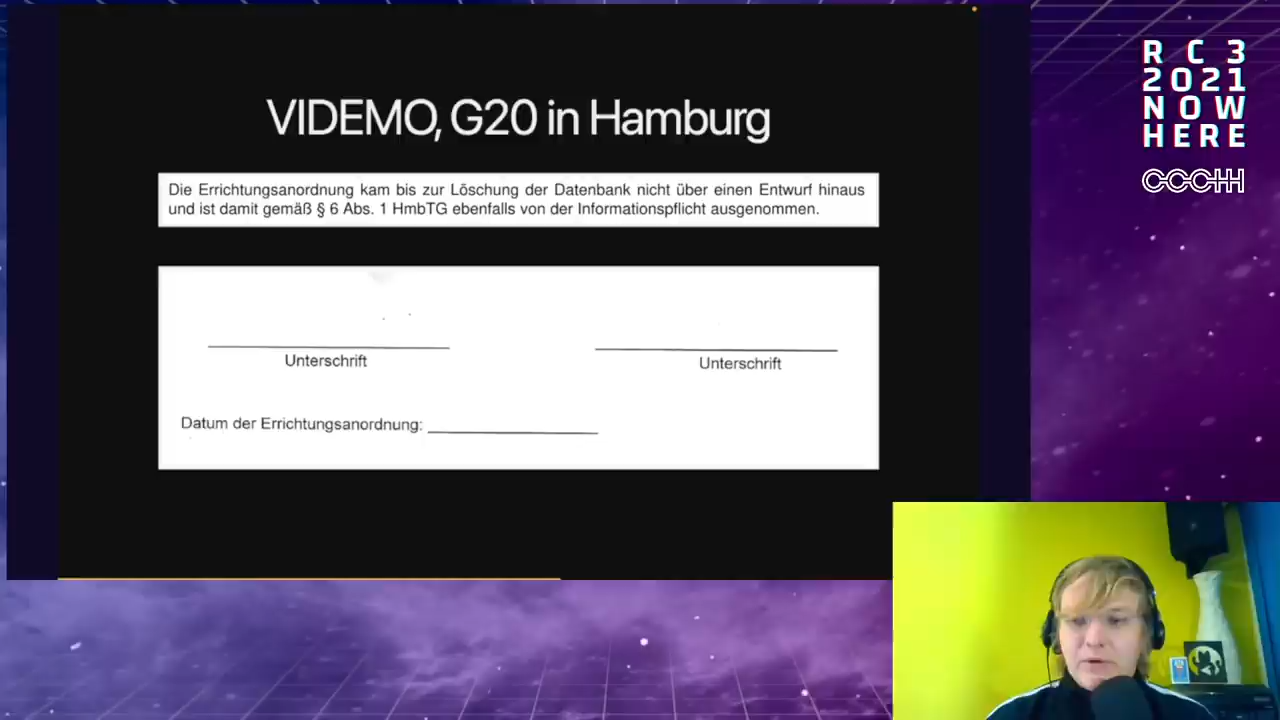 VIDEMO, G20 in Hamburg
Die Errichtungsanordnung kam bis zur Löschung der Datenbank nicht über einen Entwurf hinaus
und ist damit gemäß § 6 Abs. 1 HmbTG ebenfalls von der Informationspflicht ausgenommen.
Unterschrift
Unterschrift
Datum der Errichtungsanordnung:
R C 3
2021
NOW
HERE
CCCHH